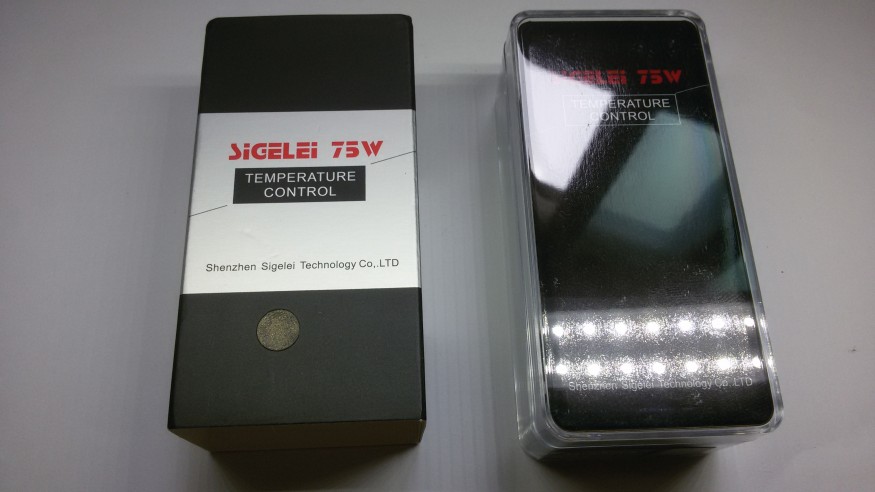 SiGELEi 75W
TEMPERATURE
CONTROL
Shenzhen Sigelei Technology Co,.LTD
SiGELEi 75W
TEMPERATURE
CONTROL
Shenzhen Sigelei Technology Co,.LTD